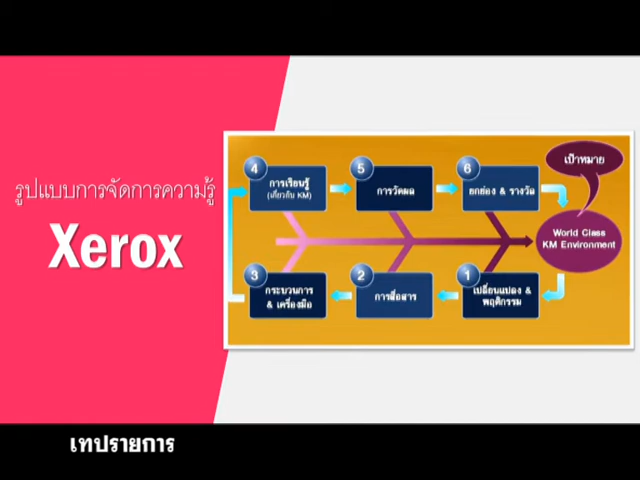 รูปแบบการจัดการความรู้
Xerox
4
การเรียนรู้
(เกี่ยวกับ KM)
5
การวัดผล
6
ยกย่อง & รางวัล
เป้าหมาย
World Class
KM Environment
3
กระบวนการ
& เครื่องมือ
2
การสื่อสาร
1
เปลี่ยนแปลง &
พฤติกรรม
เทปรายการ